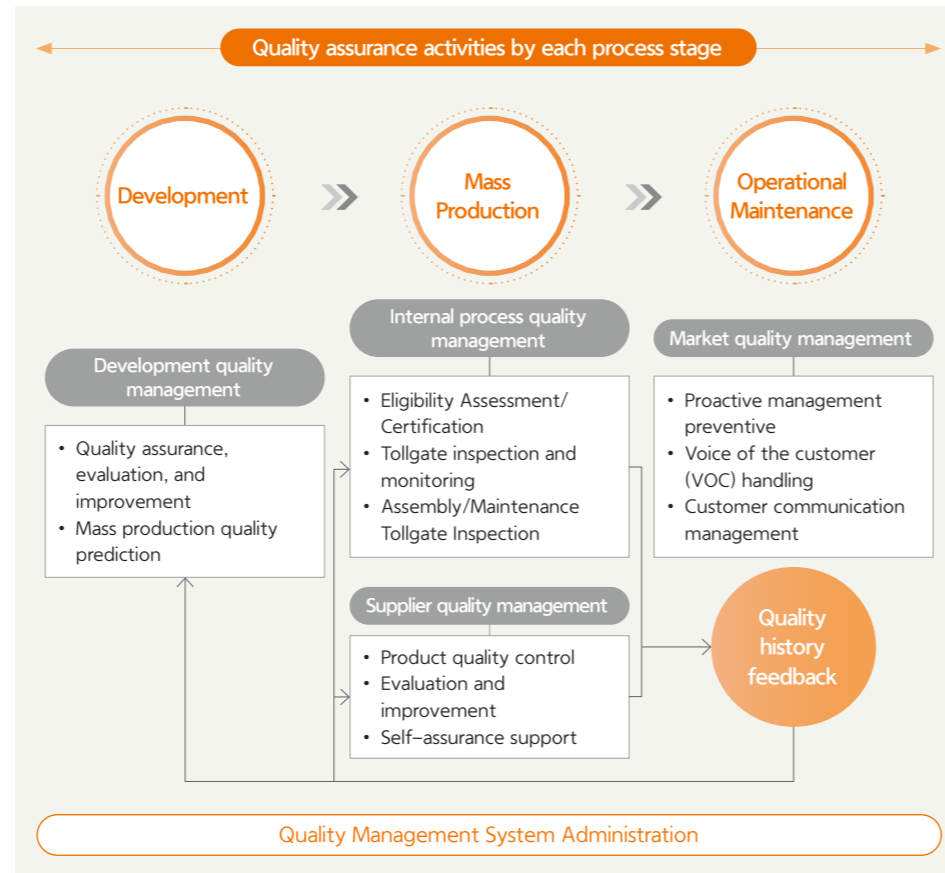 Quality assurance activities by each process stage
Development
Mass
Production
Operational
Maintenance
Development quality
management
• Quality assurance,
evaluation, and
improvement
• Mass production quality
prediction
Internal process quality
management
• Eligibility Assessment/
Certification
• Tollgate inspection and
monitoring
• Assembly/Maintenance
Tollgate Inspection
Supplier quality management
• Product quality control
• Evaluation and
improvement
• Self-assurance support
Market quality management
• Proactive management
preventive
• Voice of the customer
(VOC) handling
• Customer communication
management
Quality
history
feedback
Quality Management System Administration